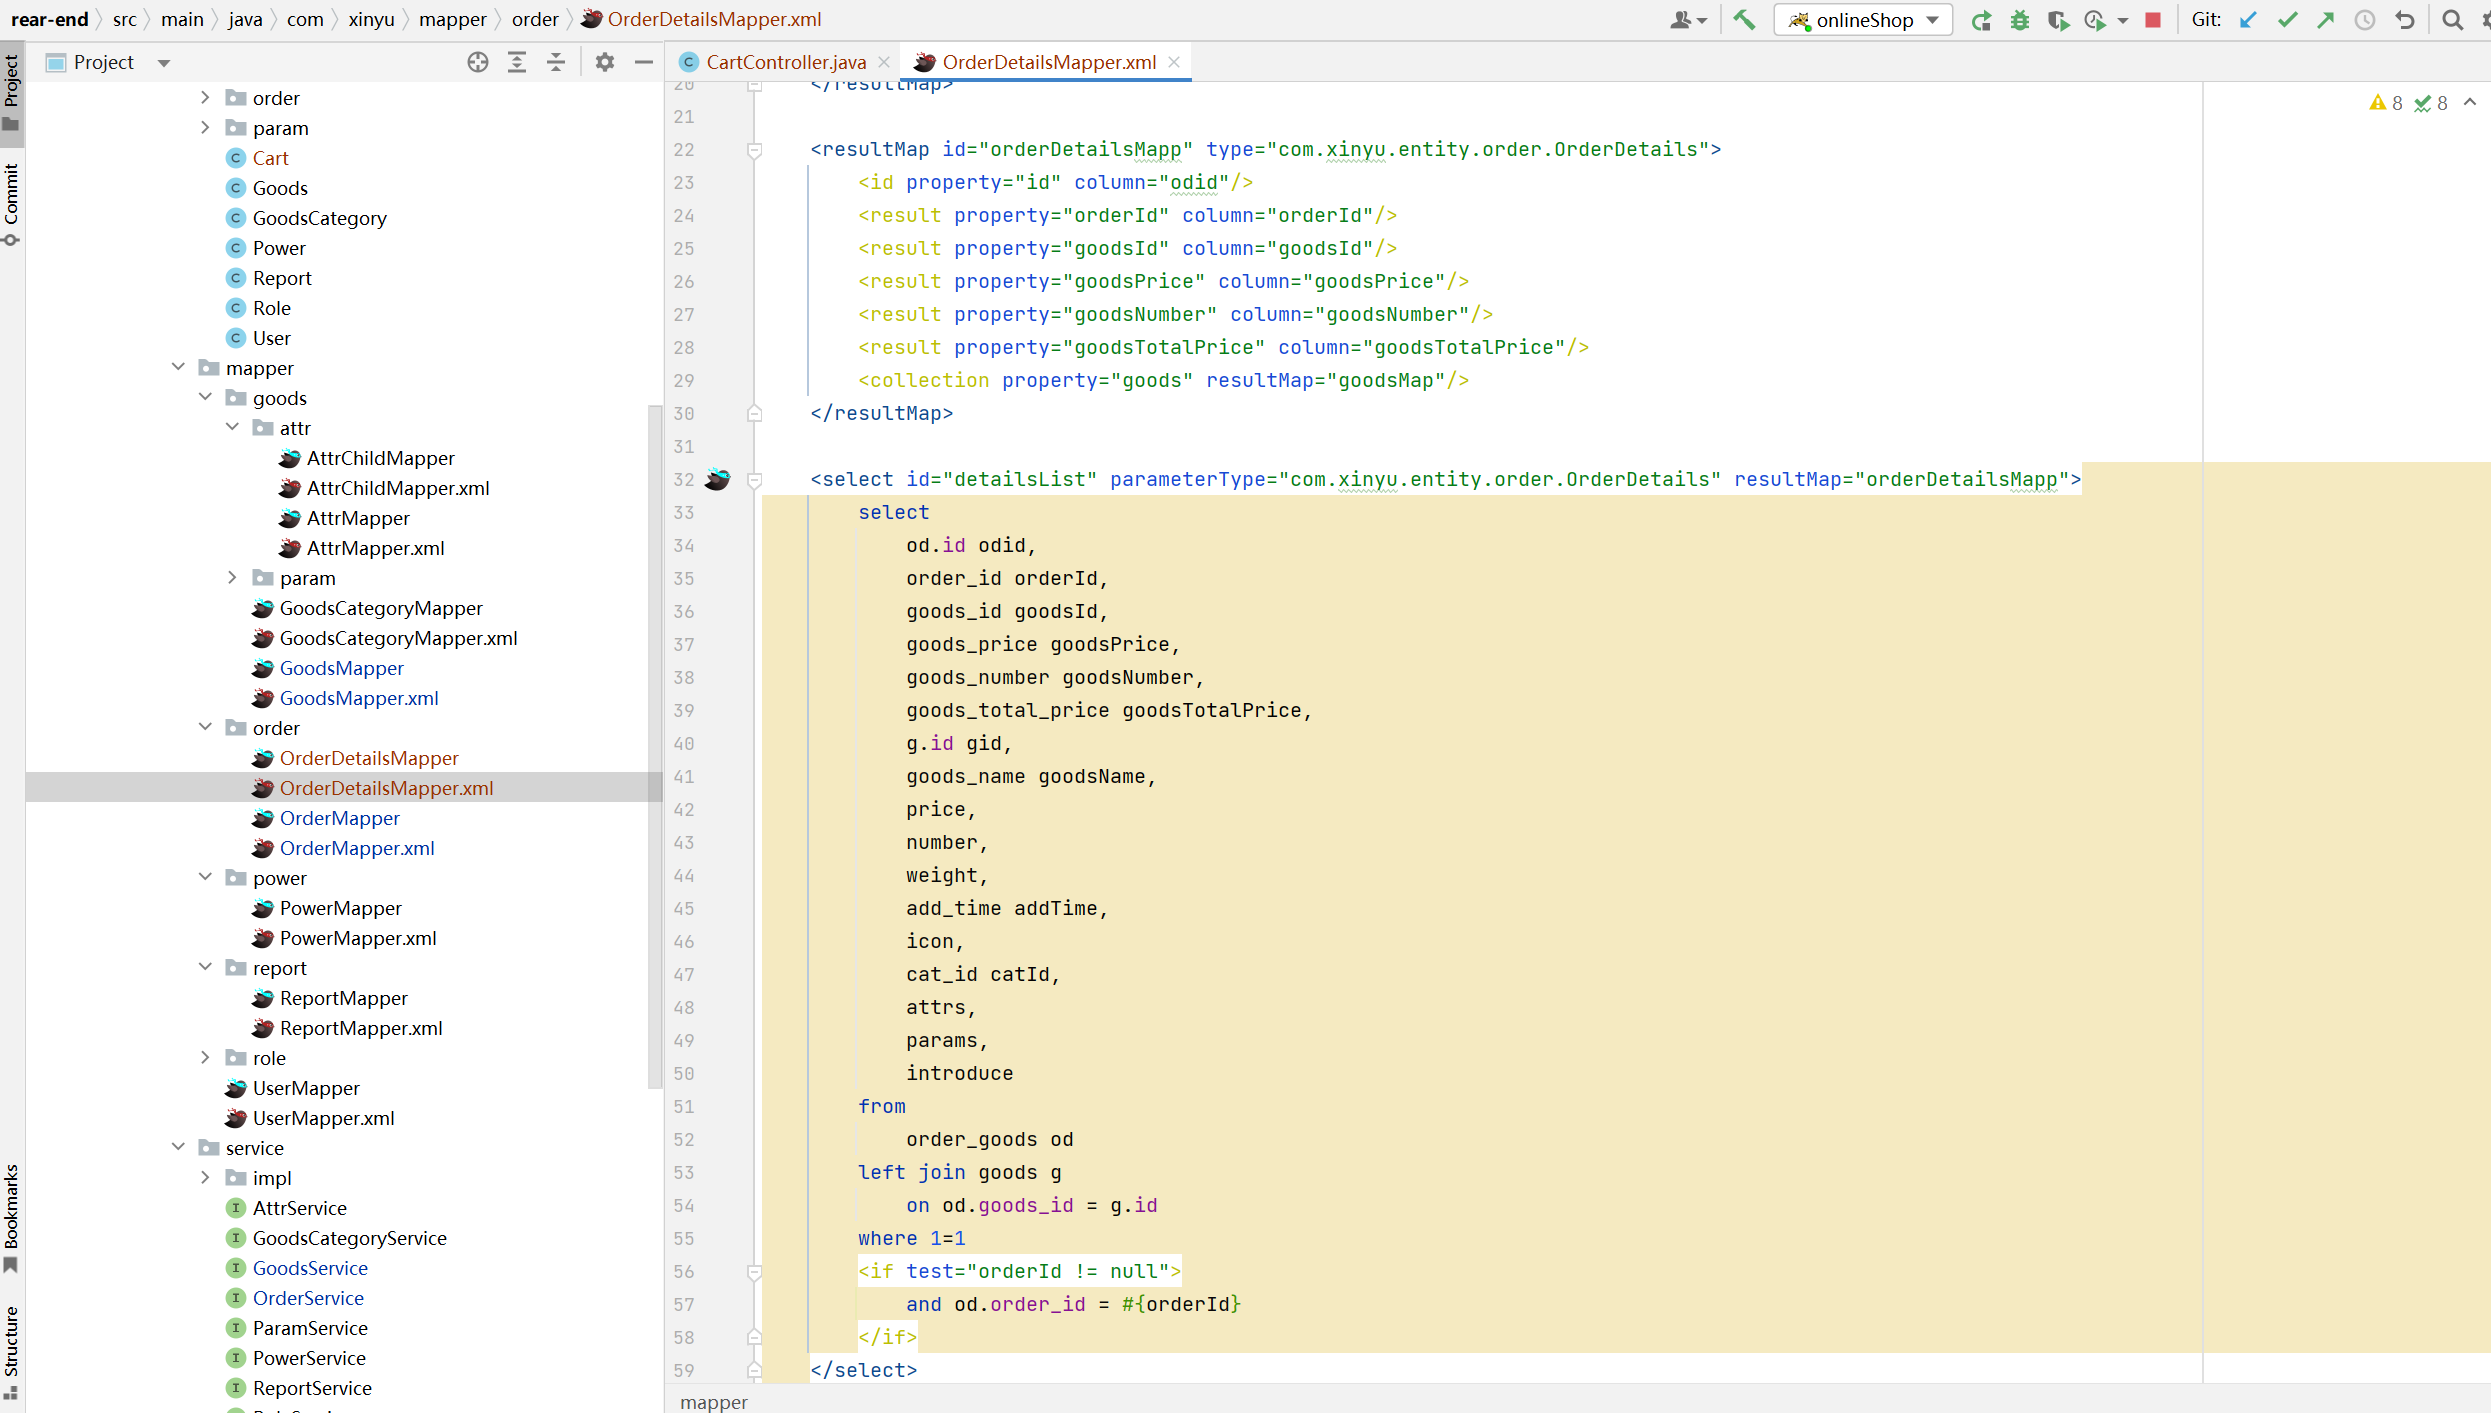 rear-end src main java com xinyu mapper order OrderDetailsMapper.xml
onlineShop
Git:
Project
Commit
Bookmarks
Structure
Project
order
param
Cart
Goods
GoodsCategory
Power
Report
Role
User
mapper
goods
attr
AttrChildMapper
AttrChildMapper.xml
AttrMapper
AttrMapper.xml
param
GoodsCategoryMapper
GoodsCategoryMapper.xml
GoodsMapper
GoodsMapper.xml
order
OrderDetailsMapper
OrderDetailsMapper.xml
OrderMapper
OrderMapper.xml
power
PowerMapper
PowerMapper.xml
report
ReportMapper
ReportMapper.xml
role
UserMapper
UserMapper.xml
service
impl
AttrService
GoodsCategoryService
GoodsService
OrderService
ParamService
PowerService
ReportService
CartController.java OrderDetailsMapper.xml
8 8
20 </resultMap>
21
22 <resultMap id="orderDetailsMapp" type="com.xinyu.entity.order.OrderDetails">
23 <id property="id" column="odid"/>
24 <result property="orderId" column="orderId"/>
25 <result property="goodsId" column="goodsId"/>
26 <result property="goodsPrice" column="goodsPrice"/>
27 <result property="goodsNumber" column="goodsNumber"/>
28 <result property="goodsTotalPrice" column="goodsTotalPrice"/>
29 <collection property="goods" resultMap="goodsMap"/>
30 </resultMap>
31
32 <select id="detailsList" parameterType="com.xinyu.entity.order.OrderDetails" resultMap="orderDetailsMapp">
33 select
34 od.id odid,
35 order_id orderId,
36 goods_id goodsId,
37 goods_price goodsPrice,
38 goods_number goodsNumber,
39 goods_total_price goodsTotalPrice,
40 g.id gid,
41 goods_name goodsName,
42 price,
43 number,
44 weight,
45 add_time addTime,
46 icon,
47 cat_id catId,
48 attrs,
49 params,
50 introduce
51 from
52 order_goods od
53 left join goods g
54 on od.goods_id = g.id
55 where 1=1
56 <if test="orderId != null">
57 and od.order_id = #{orderId}
58 </if>
59 </select>
mapper